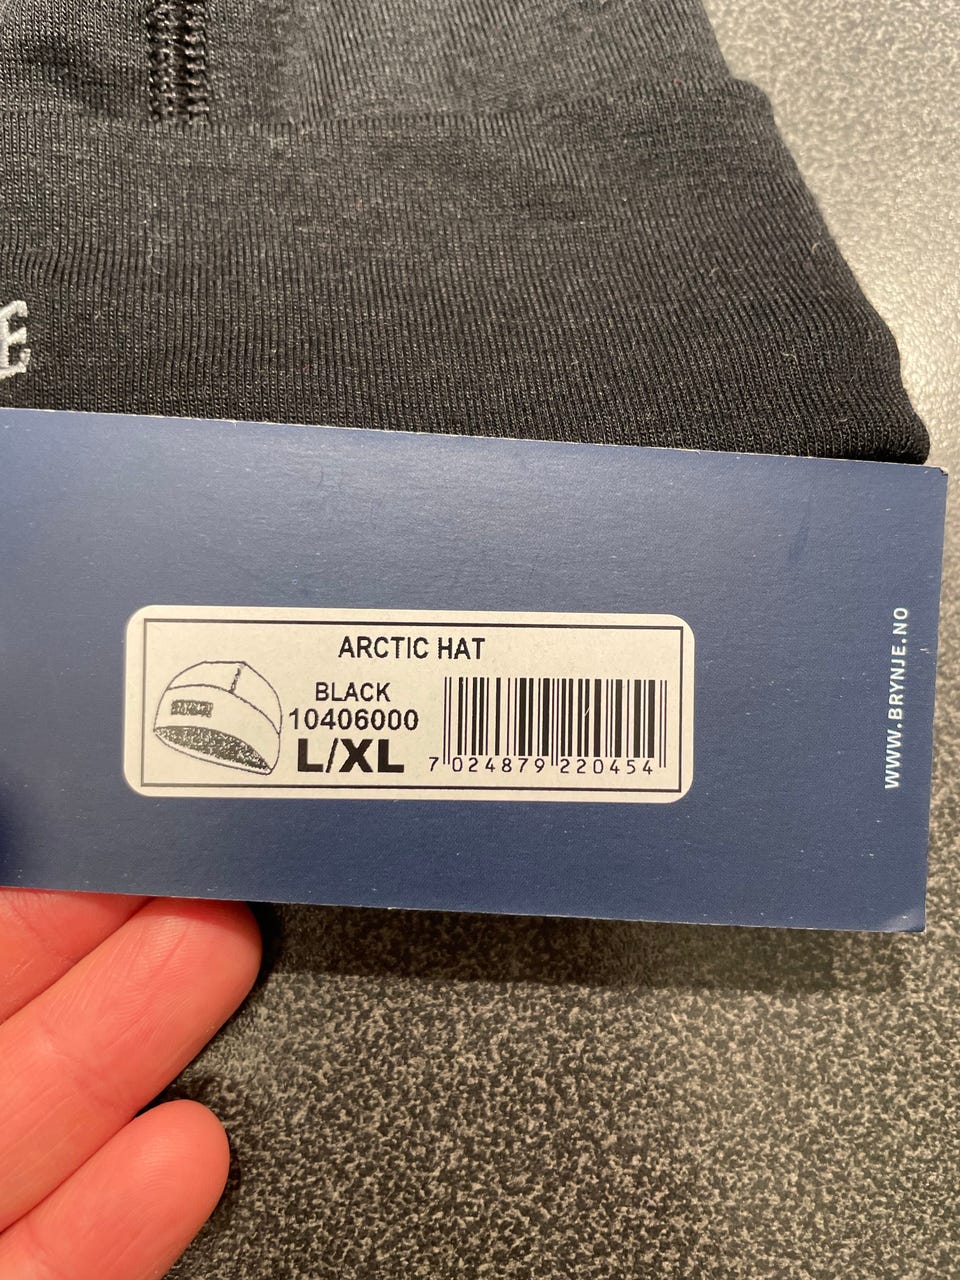 E
ARCTIC HAT
BLACK
10406000
L/XL
7 024879 220454
WWW.BRYNJE.NO